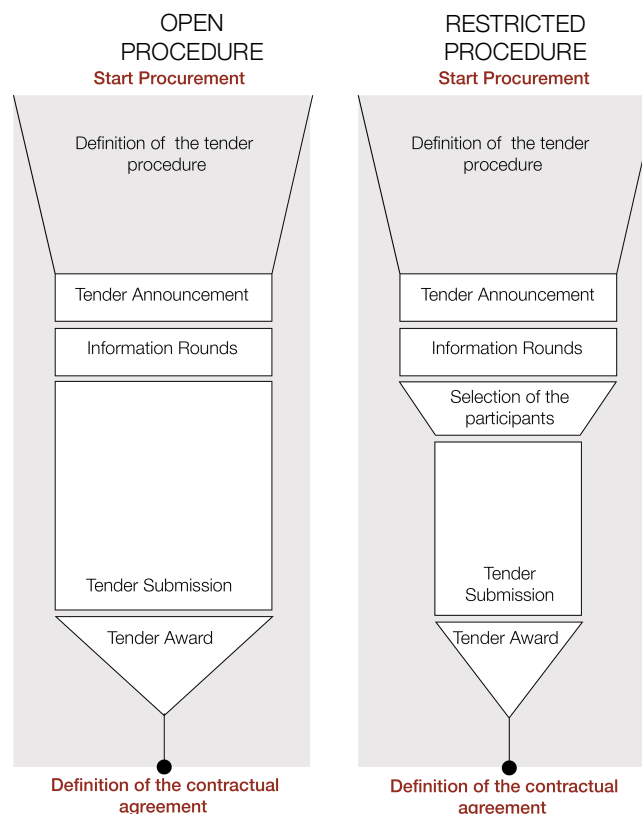 OPEN
PROCEDURE
Start Procurement
Definition of the tender
procedure
Tender Announcement
Information Rounds
Tender Submission
Tender Award
Definition of the contractual
agreement
RESTRICTED
PROCEDURE
Start Procurement
Definition of the tender
procedure
Tender Announcement
Information Rounds
Selection of the
participants
Tender
Submission
Tender Award
Definition of the contractual
agreement